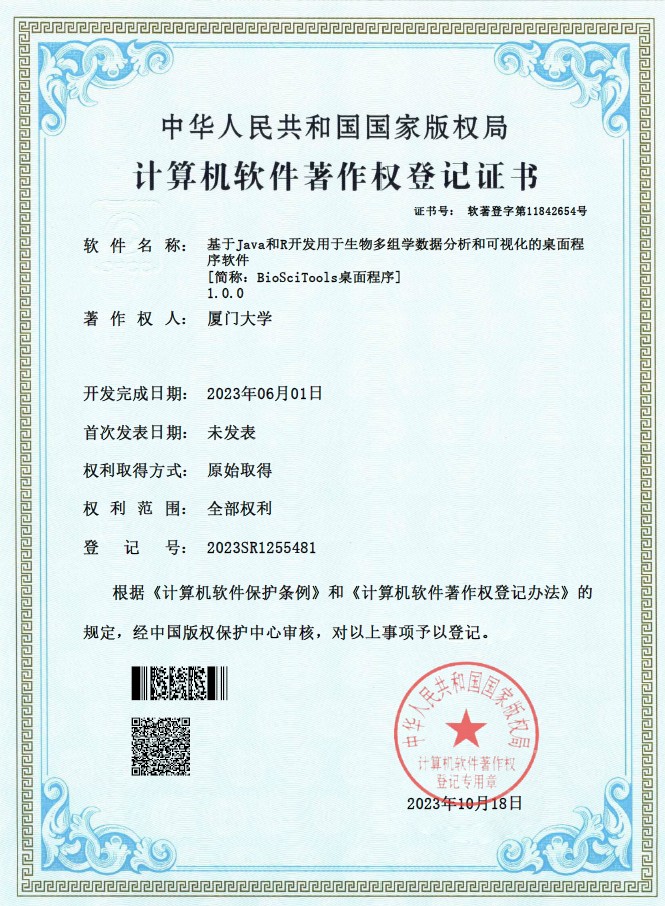 中华人民共和国国家版权局
计算机软件著作权登记证书
证书号： 软著登字第11842654号
软件名称： 基于Java和R开发用于生物多组学数据分析和可视化的桌面程
序软件
[简称：BioSciTools桌面程序]
1.0.0
著作权人： 厦门大学
开发完成日期： 2023年06月01日
首次发表日期： 未发表
权利取得方式： 原始取得
权利范围： 全部权利
登记号： 2023SR1255481
根据《计算机软件保护条例》和《计算机软件著作权登记办法》的
规定，经中国版权保护中心审核，对以上事项予以登记。
中华人民共和国国家版权局
计算机软件著作权
登记专用章
2023年10月18日